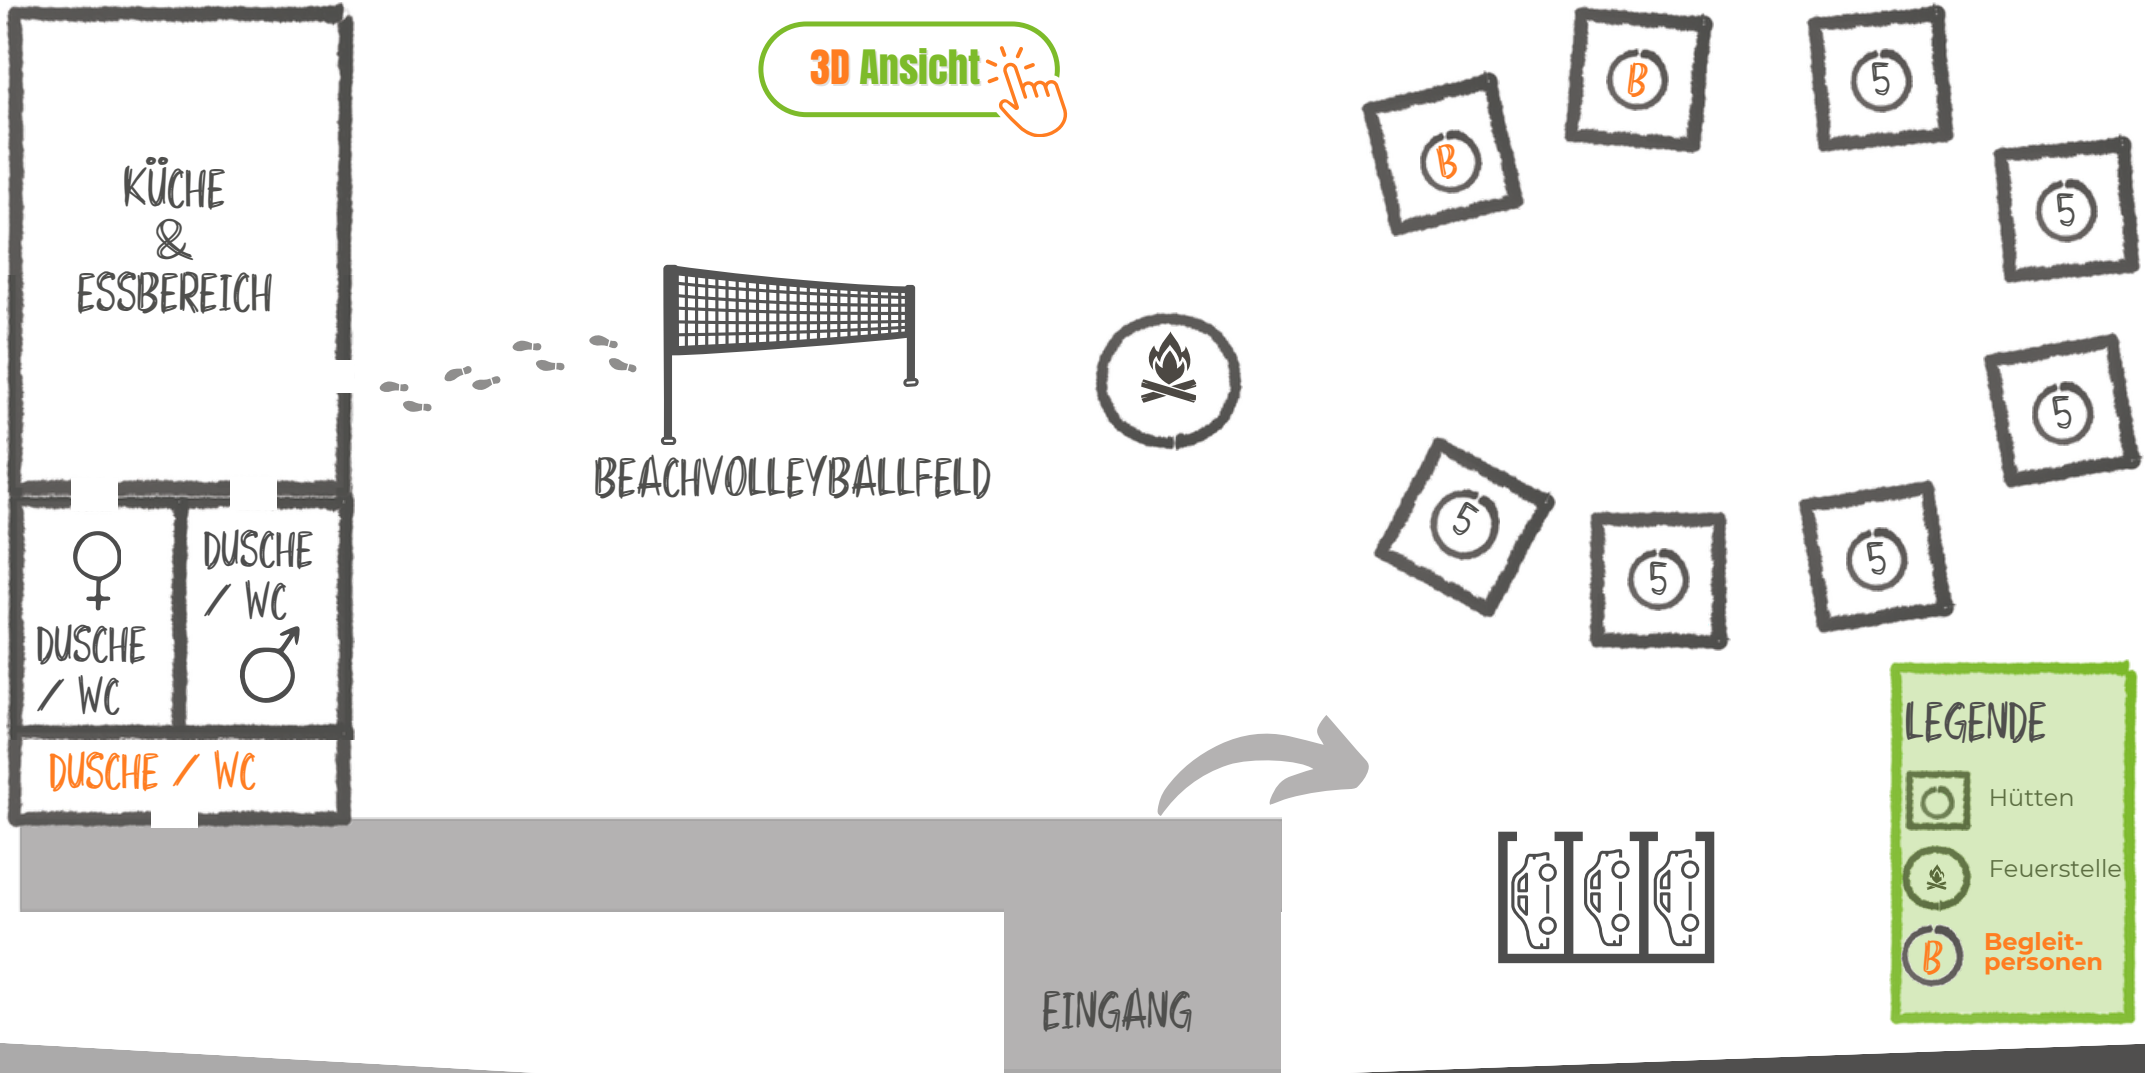 3D Ansicht
KÜCHE
&
ESSBEREICH
BEACHVOLLEYBALLFELD
B
B
5
5
5
5
5
5
DUSCHE
/ WC
DUSCHE
/ WC
DUSCHE / WC
EINGANG
LEGENDE
Hütten
Feuerstelle
B
Begleit-
personen